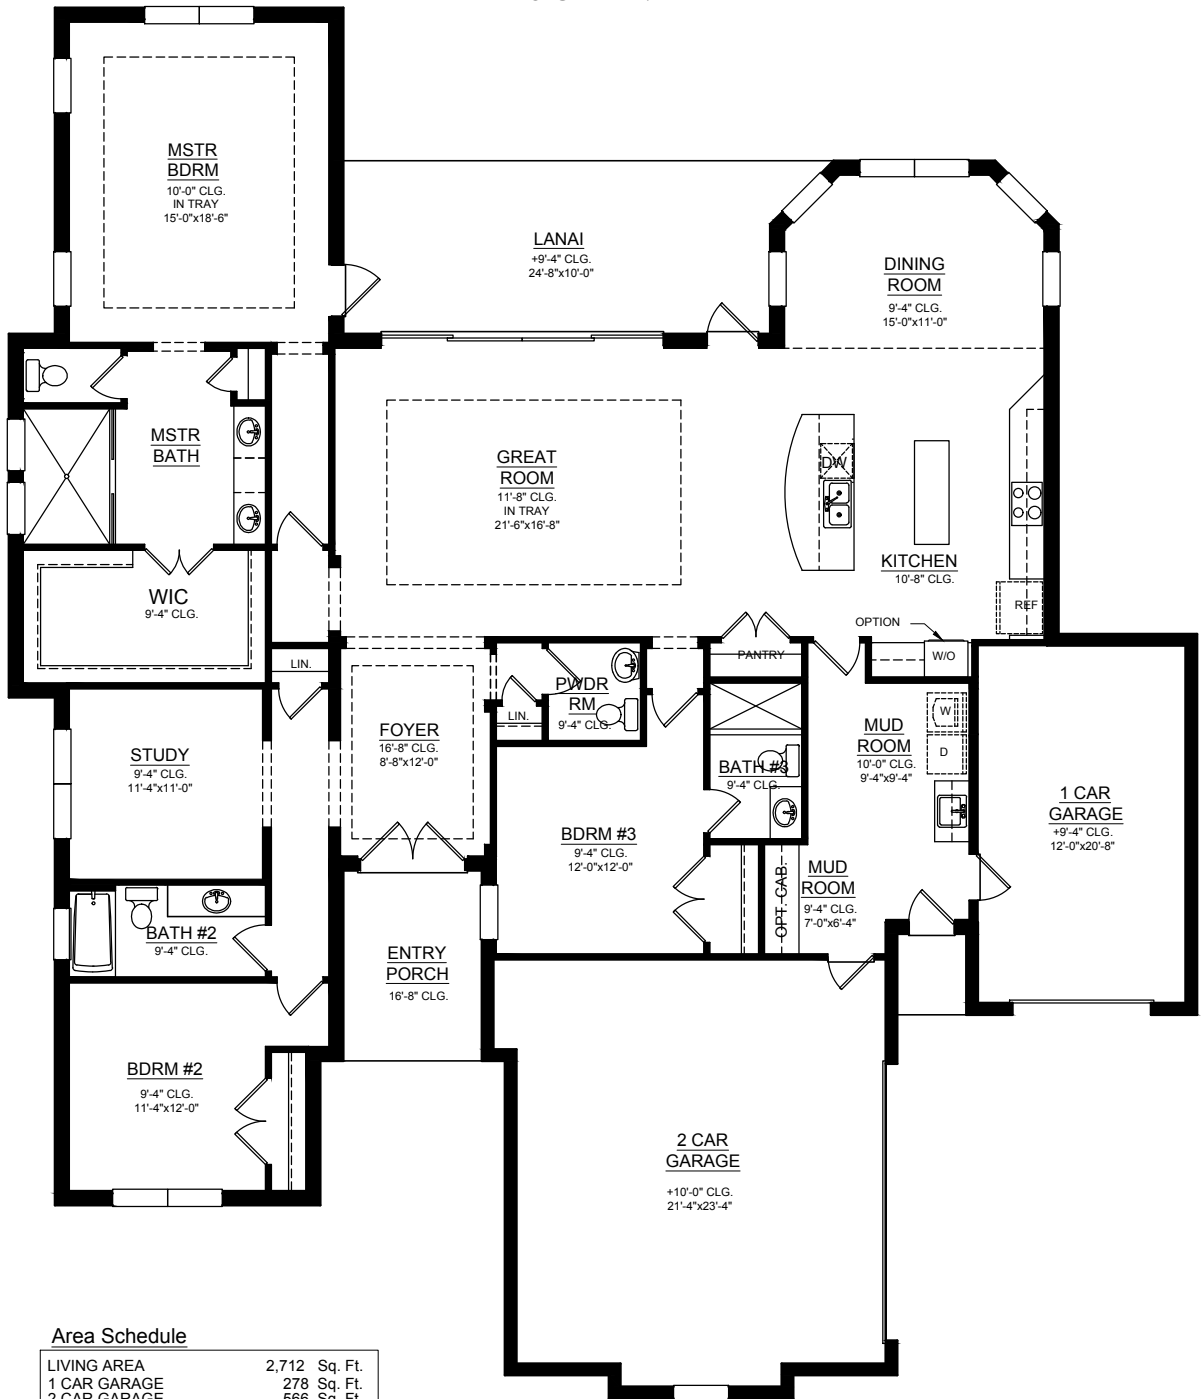 MSTR
BDRM
10'-0" CLG.
IN TRAY
15'-0"x18'-6"
LANAI
+9'-4" CLG.
24'-8"x10'-0"
DINING
ROOM
9'-4" CLG.
15'-0"x11'-0"
MSTR
BATH
GREAT
ROOM
11'-8" CLG.
IN TRAY
21'-6"x16'-8"
DW
KITCHEN
10'-8" CLG.
REF
OPTION
W/O
PANTRY
WIC
9'-4" CLG.
LIN.
PWDR
RM
9'-4" CLG.
LIN.
FOYER
16'-8" CLG.
8'-8"x12'-0"
STUDY
9'-4" CLG.
11'-4"x11'-0"
BATH #3
9'-4" CLG.
MUD
ROOM
10'-0" CLG.
9'-4"x9'-4"
W
D
1 CAR
GARAGE
+9'-4" CLG.
12'-0"x20'-8"
BDRM #3
9'-4" CLG.
12'-0"x12'-0"
OPT. CAB.
MUD
ROOM
9'-4" CLG.
7'-0"x6'-4"
BATH #2
9'-4" CLG.
ENTRY
PORCH
16'-8" CLG.
BDRM #2
9'-4" CLG.
11'-4"x12'-0"
2 CAR
GARAGE
+10'-0" CLG.
21'-4"x23'-4"
Area Schedule
LIVING AREA 2,712 Sq. Ft.
1 CAR GARAGE 278 Sq. Ft.
2 CAR GARAGE 566 Sq. Ft.